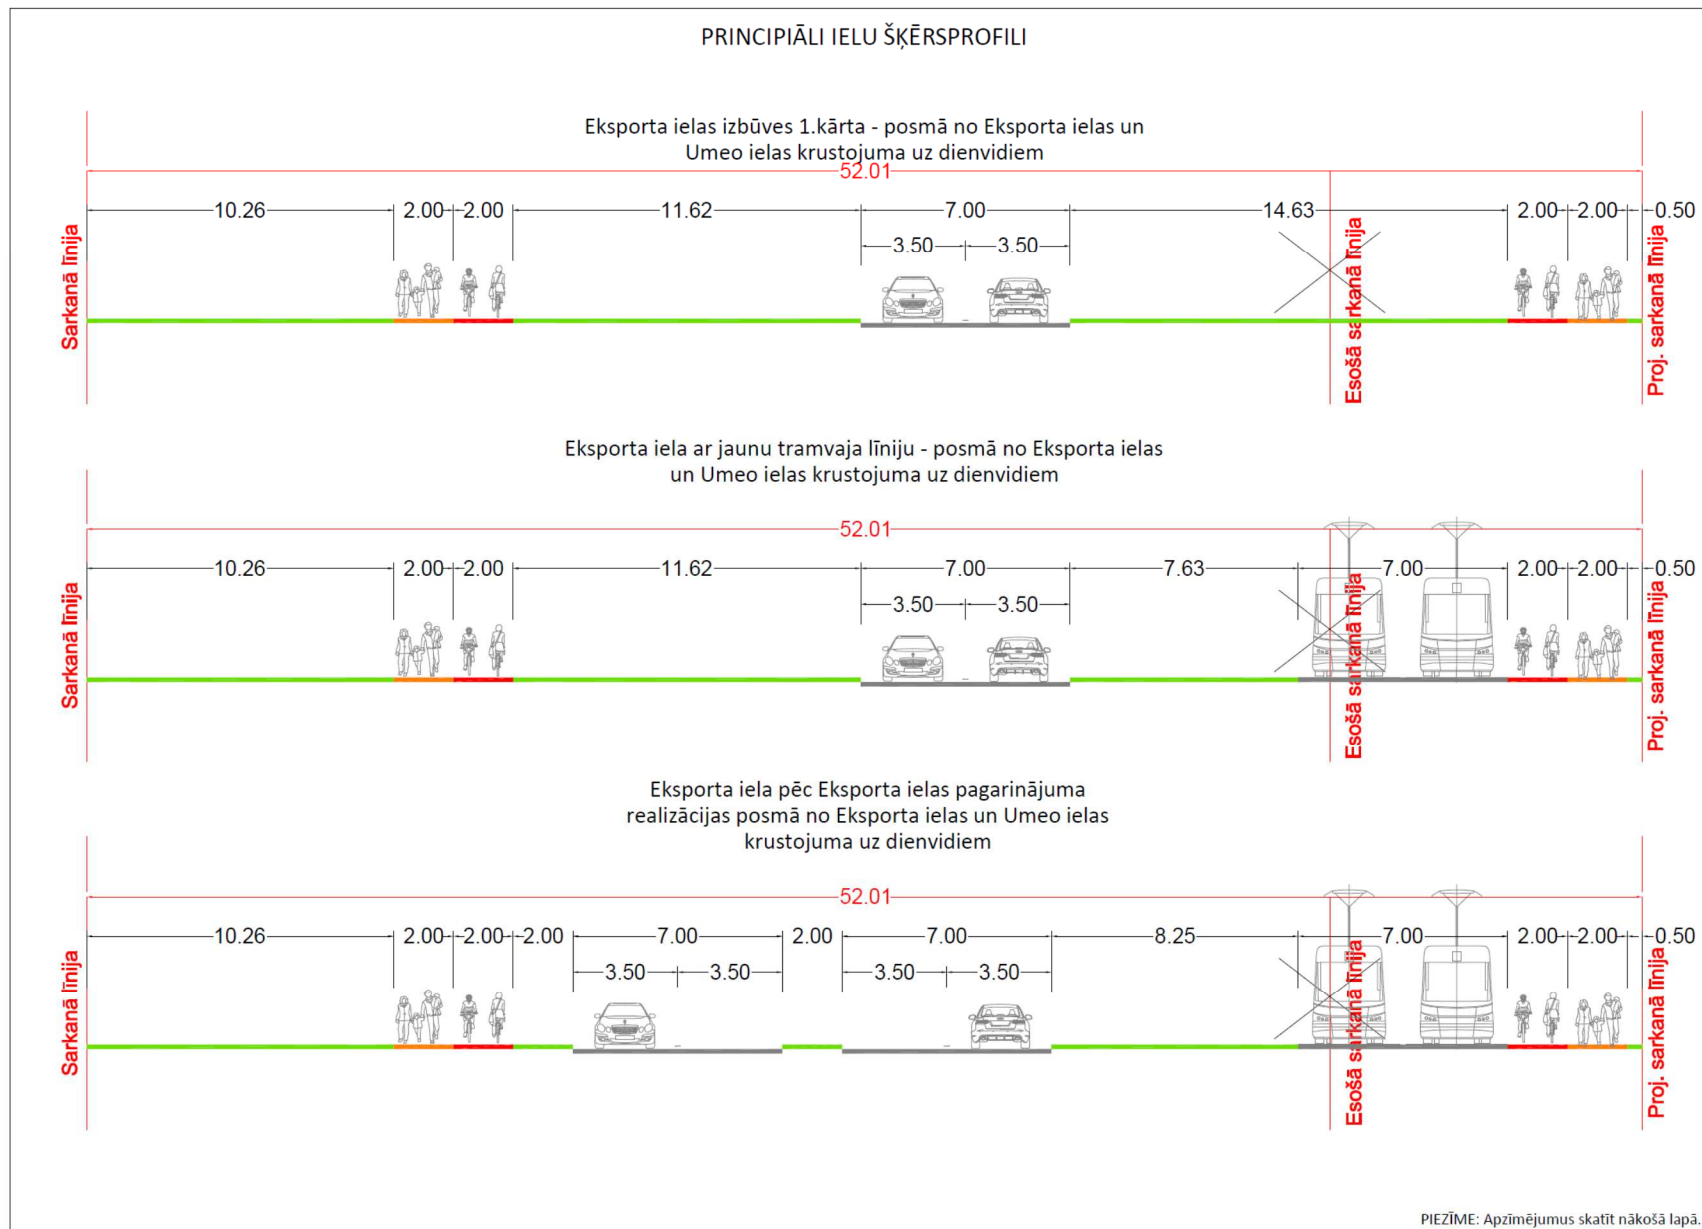 PRINCIPIĀLI IELU ŠĶĒRSPROFILI
Eksporta ielas izbūves 1.kārta - posmā no Eksporta ielas un
Umeo ielas krustojuma uz dienvidiem
52.01
10.26 2.00 2.00 11.62 7.00 14.63 2.00 2.00 0.50
3.50 3.50
Sarkanā līnija
Esošā sarkanā līnija
Proj. sarkanā līnija
Eksporta iela ar jaunu tramvaja līniju - posmā no Eksporta ielas
un Umeo ielas krustojuma uz dienvidiem
52.01
10.26 2.00 2.00 11.62 7.00 7.63 7.00 2.00 2.00 0.50
3.50 3.50
Sarkanā līnija
Esošā sarkanā līnija
Proj. sarkanā līnija
Eksporta iela pēc Eksporta ielas pagarinājuma
realizācijas posmā no Eksporta ielas un Umeo ielas
krustojuma uz dienvidiem
52.01
10.26 2.00 2.00 2.00 7.00 2.00 7.00 8.25 7.00 2.00 2.00 0.50
3.50 3.50 3.50 3.50
Sarkanā līnija
Esošā sarkanā līnija
Proj. sarkanā līnija
PIEZĪME: Apzīmējumus skatīt nākošā lapā.